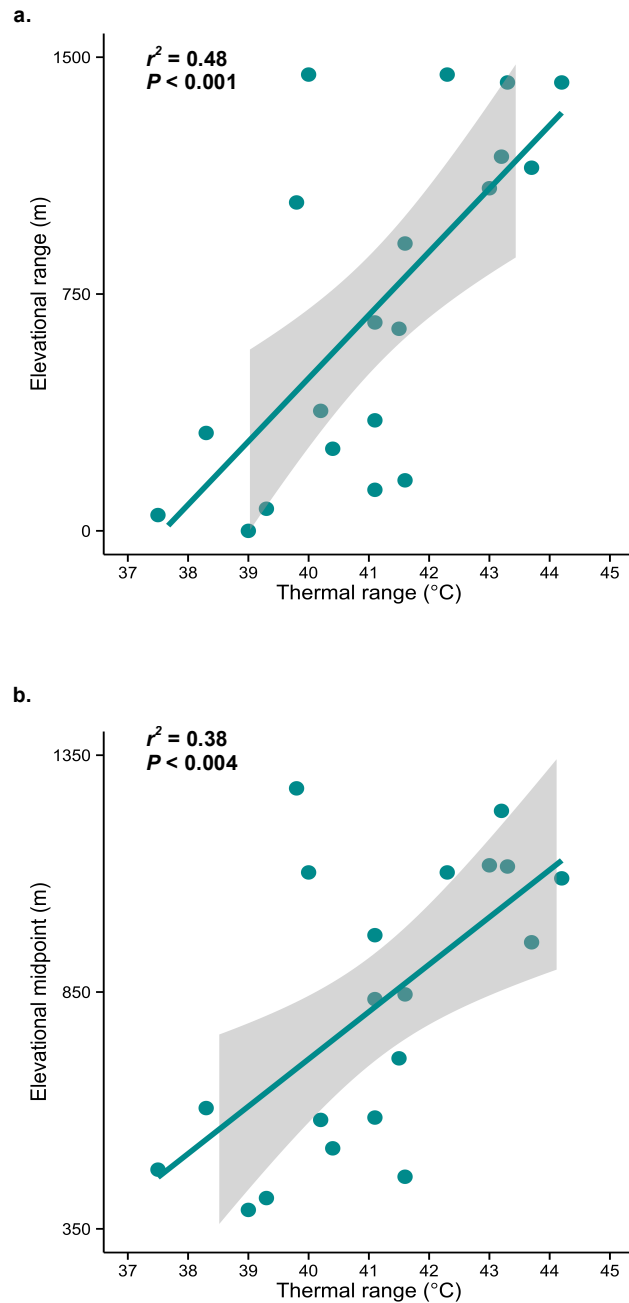 a.
r² = 0.48
P < 0.001
1500
750
0
Elevational range (m)
37 38 39 40 41 42 43 44 45
Thermal range (°C)
b.
r² = 0.38
P < 0.004
1350
850
350
Elevational midpoint (m)
37 38 39 40 41 42 43 44 45
Thermal range (°C)